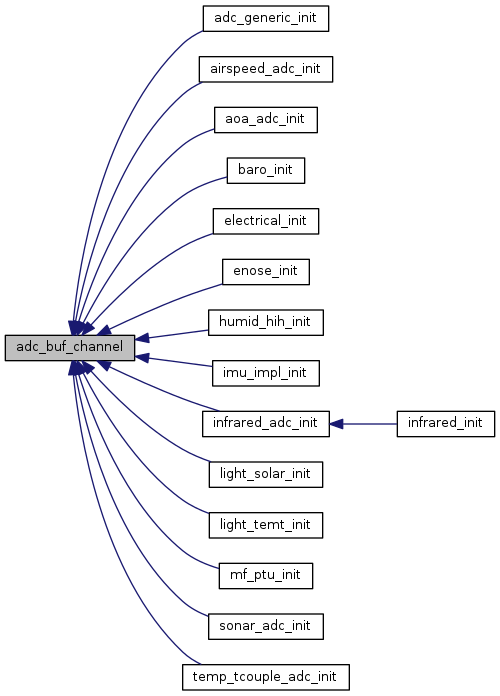 adc_generic_init
airspeed_adc_init
aoa_adc_init
baro_init
electrical_init
enose_init
humid_hih_init
adc_buf_channel
imu_impl_init
infrared_adc_init
infrared_init
light_solar_init
light_temt_init
mf_ptu_init
sonar_adc_init
temp_tcouple_adc_init